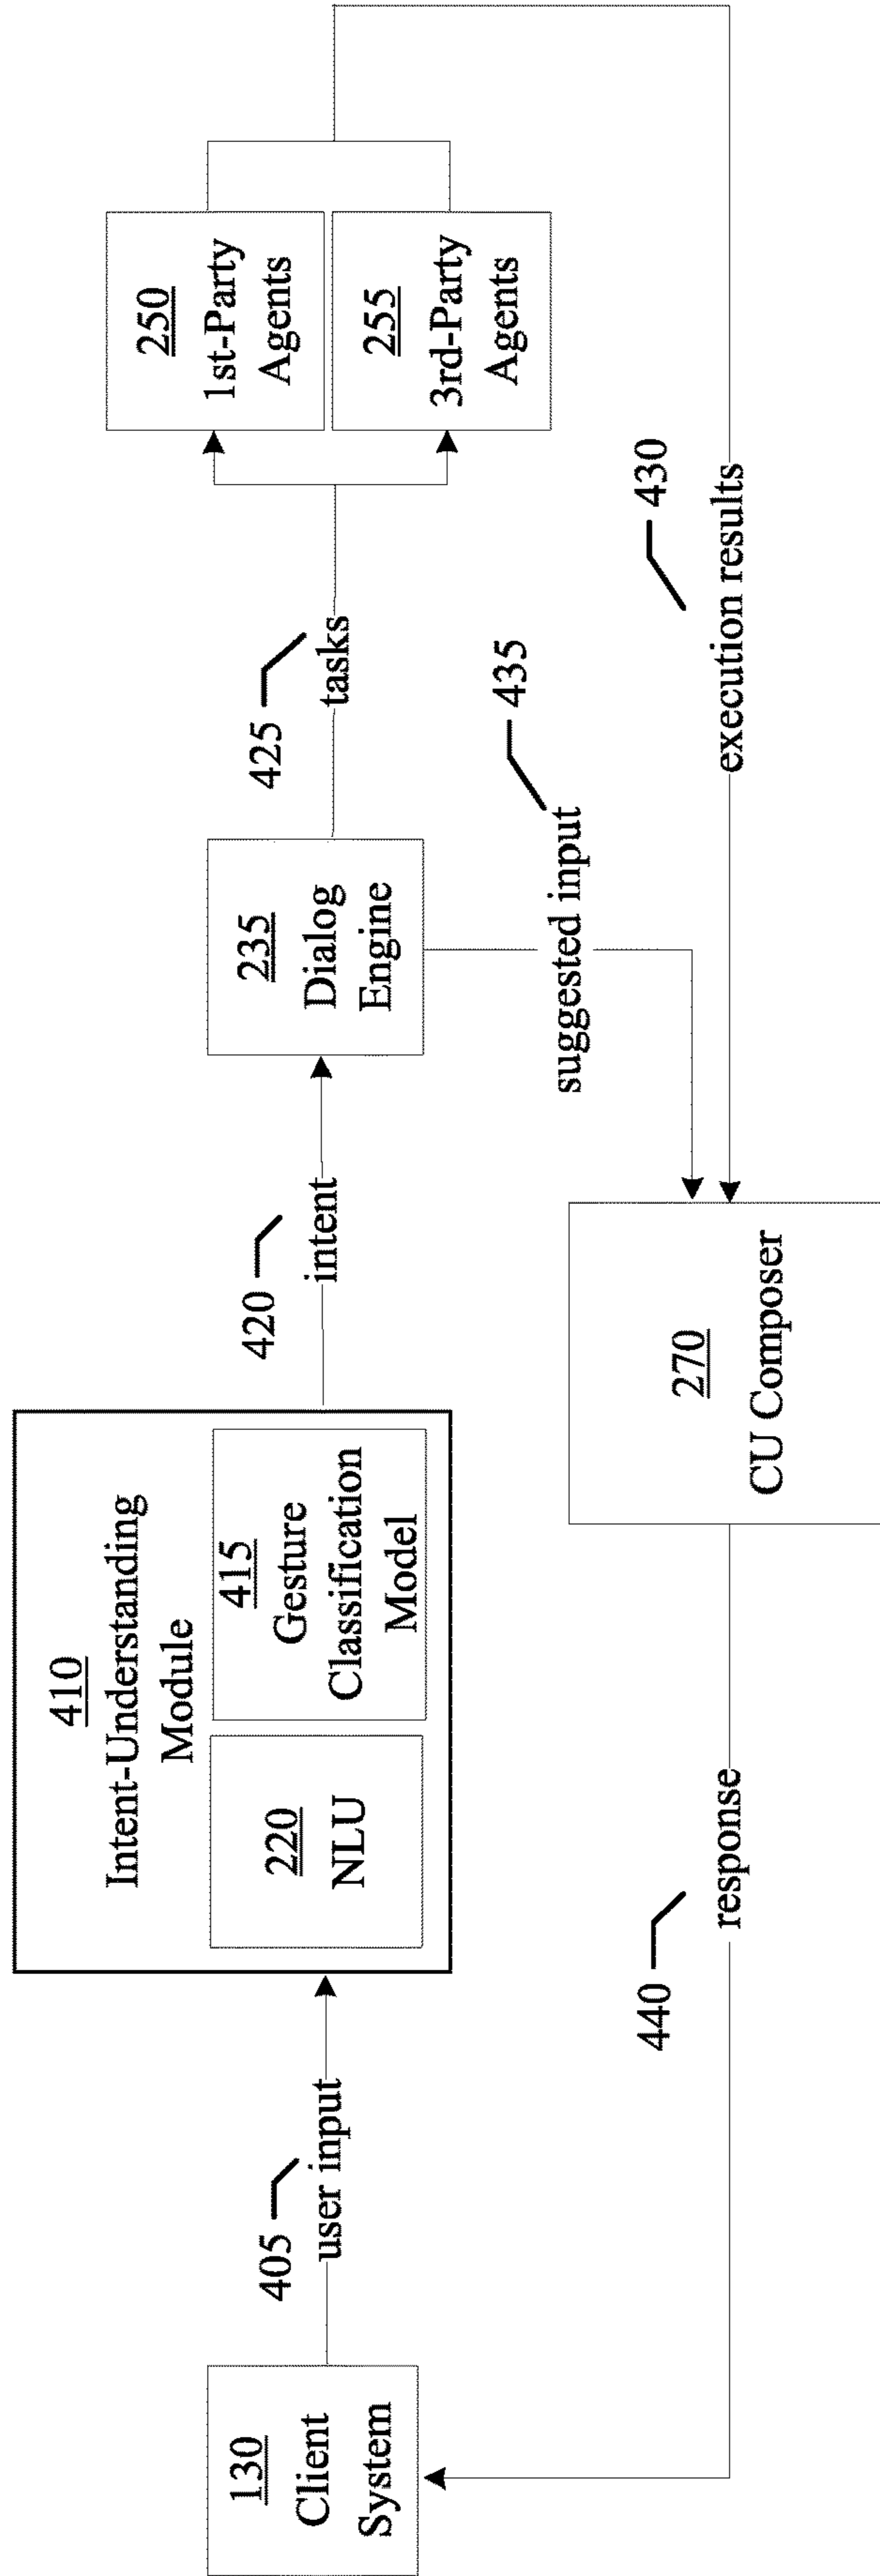 130
Client
System
405
user input
410
Intent-Understanding
Module
220
NLU
415
Gesture
Classification
Model
420
intent
235
Dialog
Engine
425
tasks
250
1st-Party
Agents
255
3rd-Party
Agents
435
suggested input
430
execution results
270
CU Composer
440
response